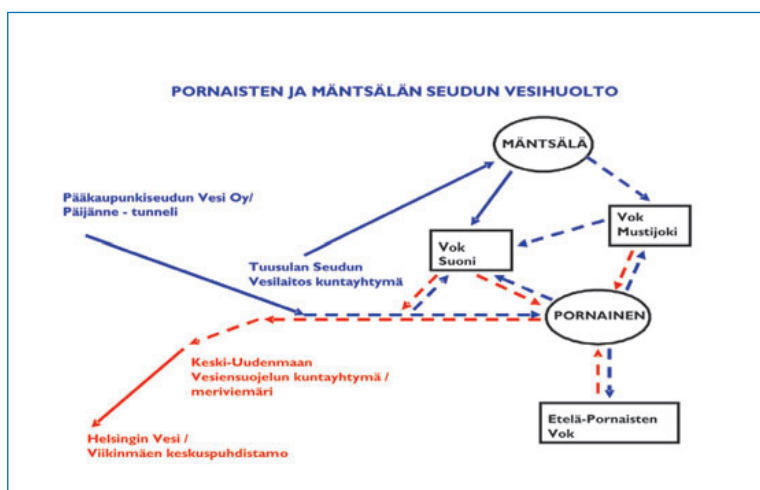 PORNAISTEN JA MÄNTSÄLÄN SEUDUN VESIHUOLTO
MÄNTSÄLÄ
Pääkaupunkiseudun Vesi Oy/
Päijänne - tunneli
Vok
Mustijoki
Vok
Suoni
Tuusulan Seudun
Vesilaitos kuntayhtymä
PORNAINEN
Keski-Uudenmaan
Vesiensuojelun kuntayhtymä /
meriviemäri
Etelä-Pornaisten
Vok
Helsingin Vesi /
Viikinmäen keskuspuhdistamo